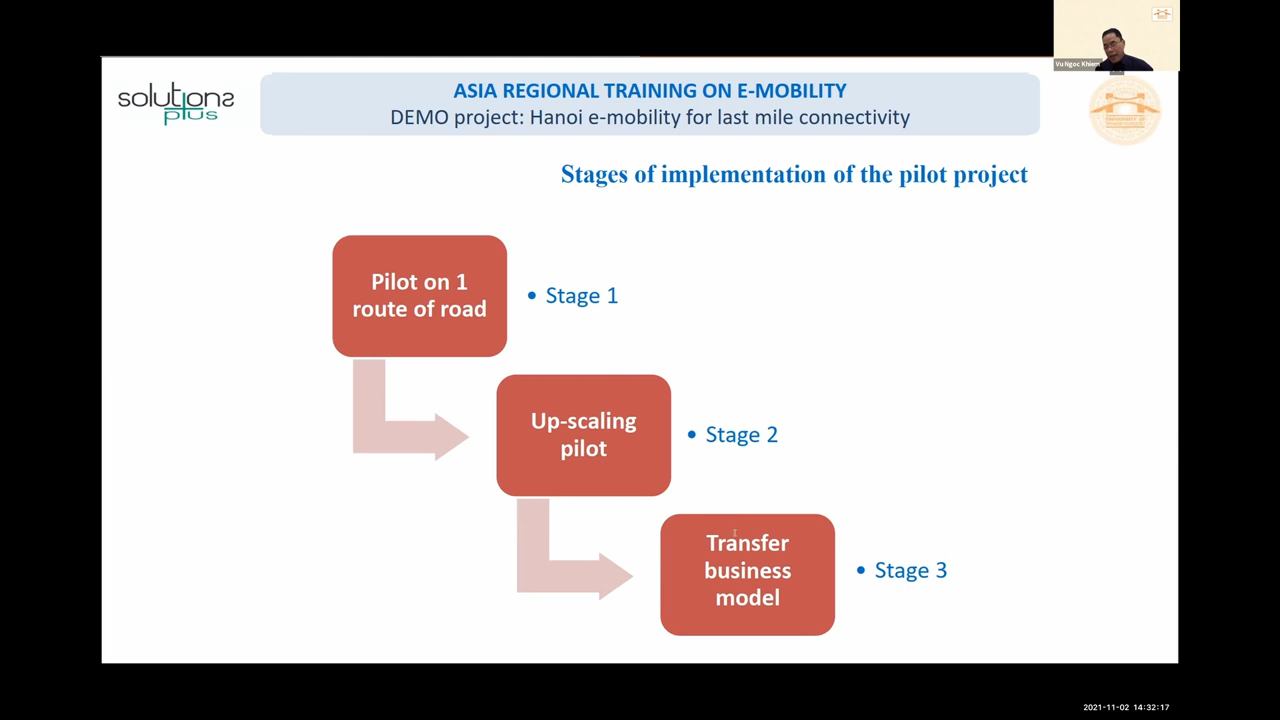 solutions
plus
ASIA REGIONAL TRAINING ON E-MOBILITY
DEMO project: Hanoi e-mobility for last mile connectivity
Vu Ngoc Khiem
Stages of implementation of the pilot project
Pilot on 1
route of road
• Stage 1
Up-scaling
pilot
• Stage 2
Transfer
business
model
• Stage 3
2021-11-02 14:32:17